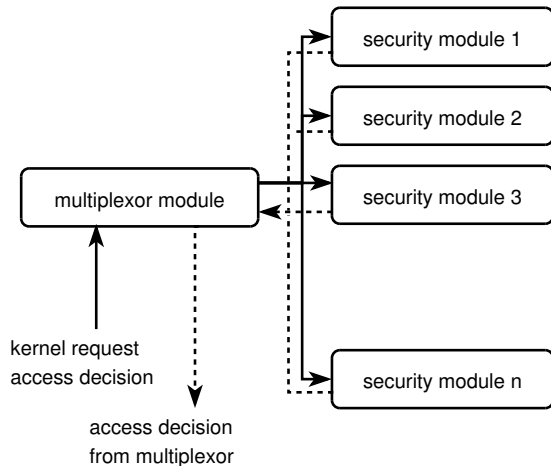 security module 1
security module 2
multiplexor module
security module 3
kernel request
access decision
security module n
access decision
from multiplexor